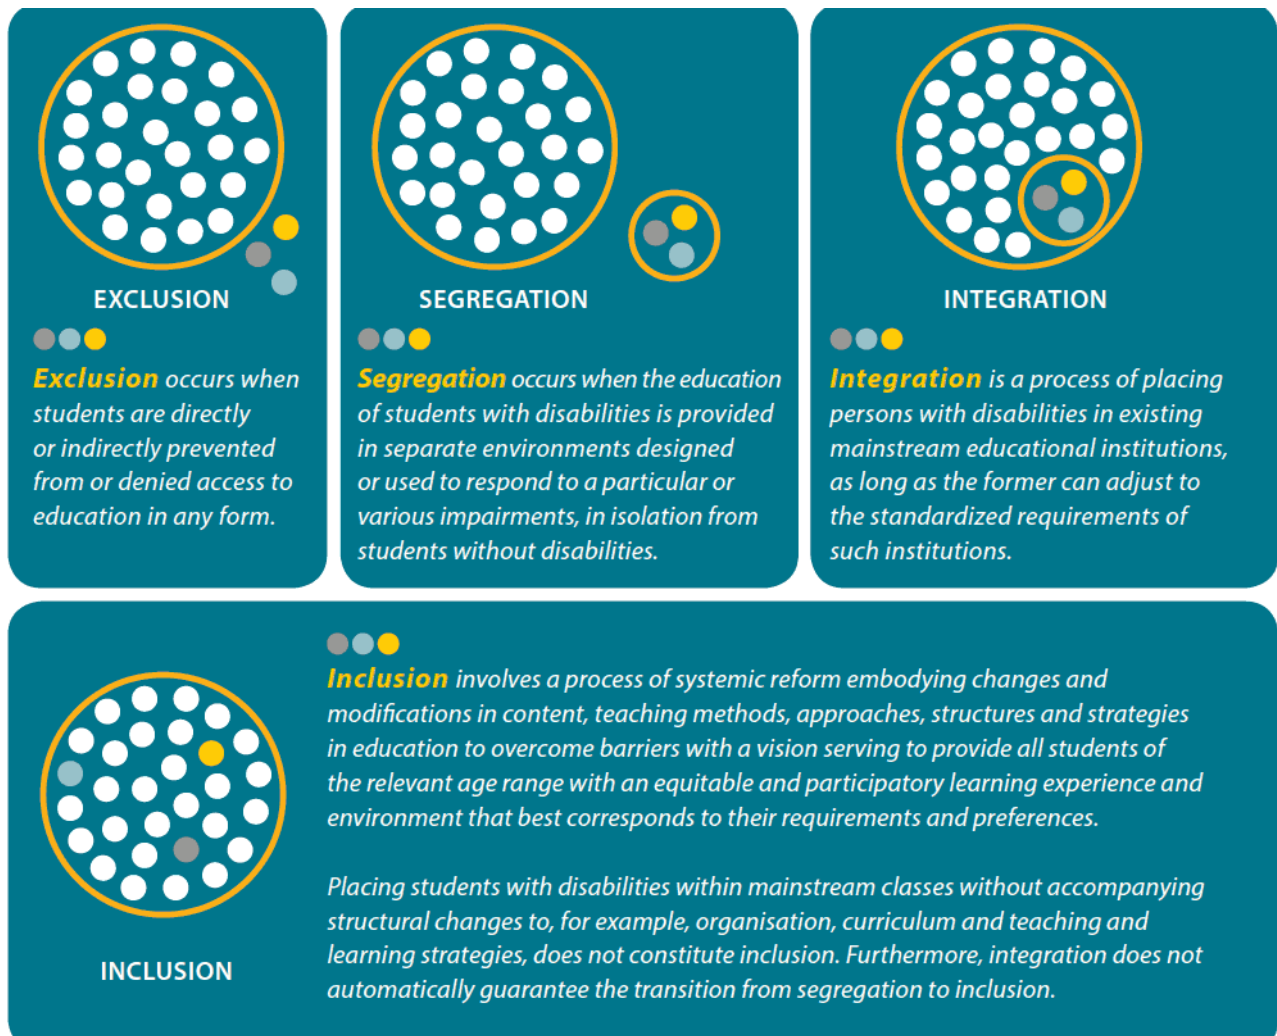 EXCLUSION
Exclusion occurs when
students are directly
or indirectly prevented
from or denied access to
education in any form.
SEGREGATION
Segregation occurs when the education
of students with disabilities is provided
in separate environments designed
or used to respond to a particular or
various impairments, in isolation from
students without disabilities.
INTEGRATION
Integration is a process of placing
persons with disabilities in existing
mainstream educational institutions,
as long as the former can adjust to
the standardized requirements of
such institutions.
INCLUSION
Inclusion involves a process of systemic reform embodying changes and
modifications in content, teaching methods, approaches, structures and strategies
in education to overcome barriers with a vision serving to provide all students of
the relevant age range with an equitable and participatory learning experience and
environment that best corresponds to their requirements and preferences.
Placing students with disabilities within mainstream classes without accompanying
structural changes to, for example, organisation, curriculum and teaching and
learning strategies, does not constitute inclusion. Furthermore, integration does not
automatically guarantee the transition from segregation to inclusion.